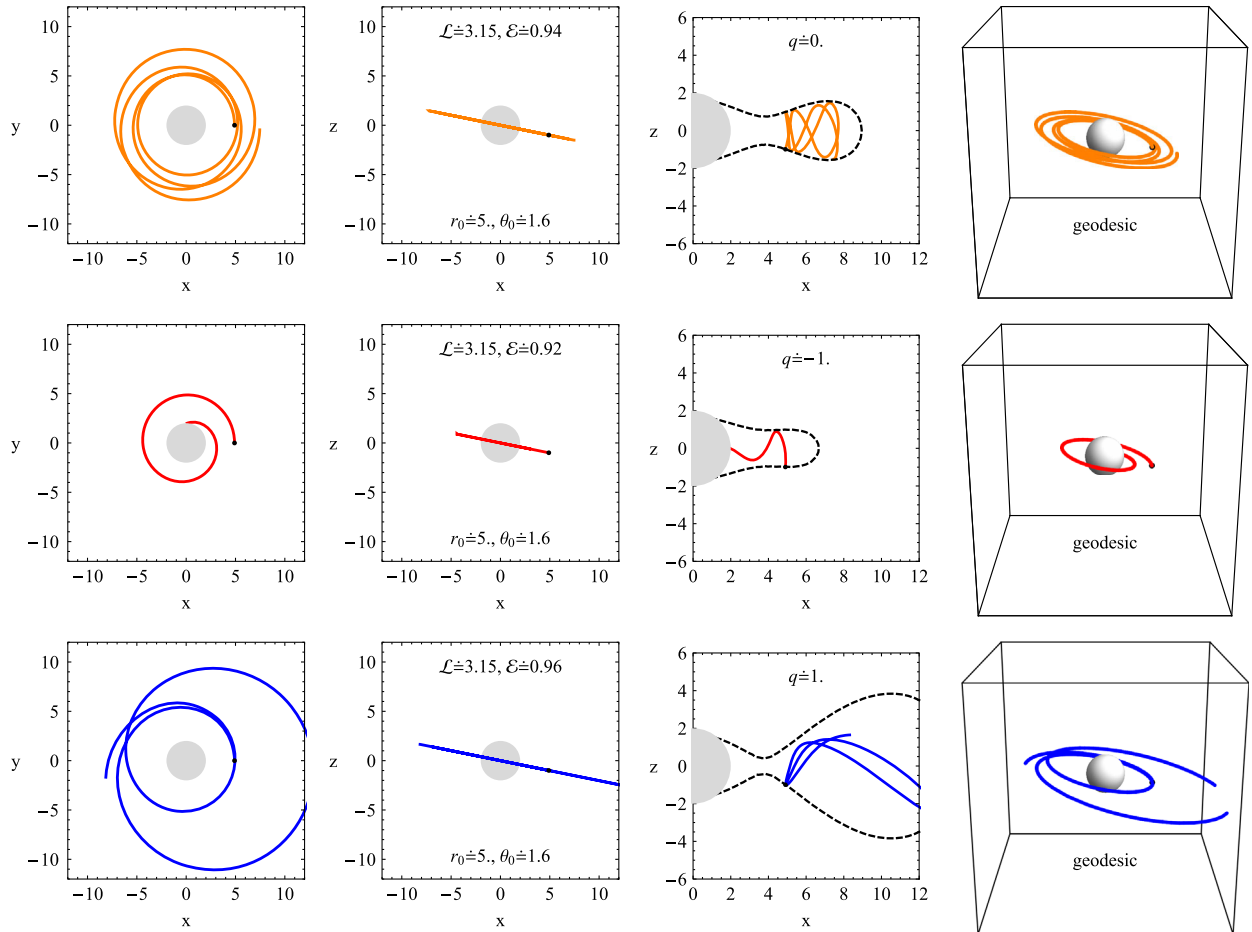 10
5
y 0
−5
−10
−10 −5 0 5 10
x
10
5
z 0
−5
−10
−10 −5 0 5 10
x
ℒ≐3.15, ℰ≐0.94
r₀≐5., θ₀≐1.6
6
4
2
z 0
−2
−4
−6
0 2 4 6 8 10 12
x
q≐0.
geodesic
10
5
y 0
−5
−10
−10 −5 0 5 10
x
10
5
z 0
−5
−10
−10 −5 0 5 10
x
ℒ≐3.15, ℰ≐0.92
r₀≐5., θ₀≐1.6
6
4
2
z 0
−2
−4
−6
0 2 4 6 8 10 12
x
q≐−1.
geodesic
10
5
y 0
−5
−10
−10 −5 0 5 10
x
10
5
z 0
−5
−10
−10 −5 0 5 10
x
ℒ≐3.15, ℰ≐0.96
r₀≐5., θ₀≐1.6
6
4
2
z 0
−2
−4
−6
0 2 4 6 8 10 12
x
q≐1.
geodesic